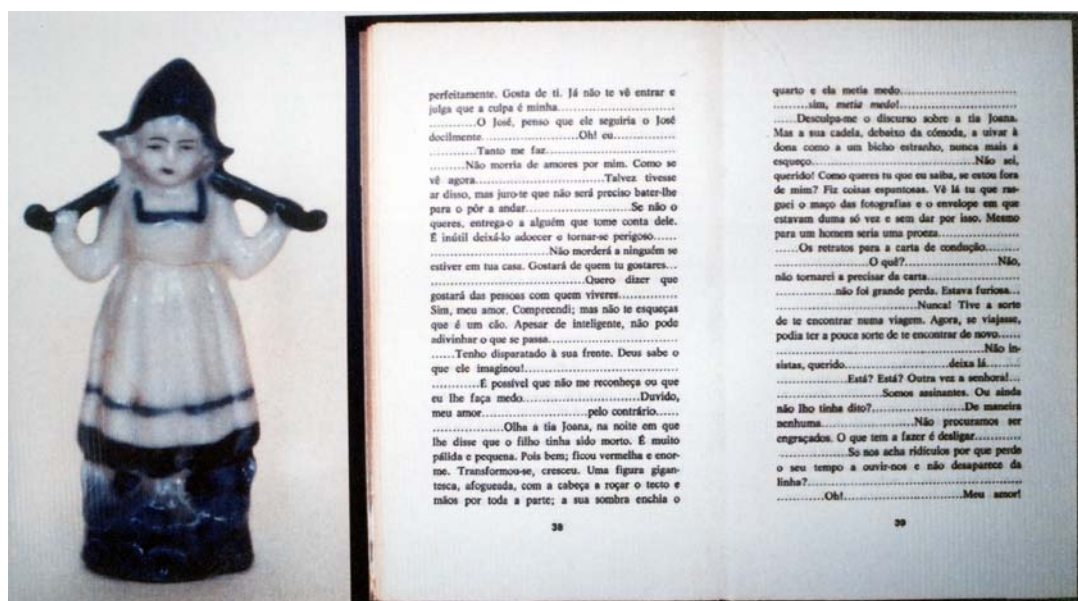 perfeitamente. Gosta de ti. Já não te vê entrar e
julga que a culpa é minha..............................
............O José, penso que ele seguiria o José
docilmente..............................Oh! eu............
............Tanto me faz..............................
.........Não morria de amores por mim. Como se
vê agora..............................Talvez tivesse
ar disso, mas juro-te que não será preciso bater-lhe
para o pôr a andar.........................Se não o
queres, entrega-o a alguém que tome conta dele.
É inútil deixá-lo adoecer e tornar-se perigoso......
..............................Não morderá a ninguém se
estiver em tua casa. Gostará de quem tu gostares...
..............................Quero dizer que
gostará das pessoas com quem viveres...............
Sim, meu amor. Compreendi; mas não te esqueças
que é um cão. Apesar de inteligente, não pode
adivinhar o que se passa..............................
......Tenho disparatado à sua frente. Deus sabe o
que ele imaginou!..............................
............É possível que não me reconheça ou que
eu lhe faça medo..............................Duvido,
meu amor..............................pelo contrário......
...............Olha a tia Joana, na noite em que
lhe disse que o filho tinha sido morto. É muito
pálida e pequena. Pois bem; ficou vermelha e enor-
me. Transformou-se, cresceu. Uma figura gigan-
tesca, afogueada, com a cabeça a roçar o tecto e
mãos por toda a parte; a sua sombra enchia o
38
quarto e ela metia medo..............................
.........sim, metia medo!..............................
......Desculpa-me o discurso sobre a tia Joana.
Mas a sua cadela, debaixo da cómoda, a uivar à
dona como a um bicho estranho, nunca mais a
esqueço..............................Não sei,
querido! Como queres tu que eu saiba, se estou fora
de mim? Fiz coisas espantosas. Vê lá tu que ras-
guei o maço das fotografias e o envelope em que
estavam duma só vez e sem dar por isso. Mesmo
para um homem seria uma proeza..................
......Os retratos para a carta de condução.........
.....................O quê?..............................Não,
não tornarei a precisar da carta.....................
...............não foi grande perda. Estava furiosa...
..............................Nunca! Tive a sorte
de te encontrar numa viagem. Agora, se viajasse,
podia ter a pouca sorte de te encontrar de novo......
..............................Não in-
sistas, querido.....................deixa lá.........
..................Está? Está? Outra vez a senhora!...
..............................Somos assinantes. Ou ainda
não lho tinha dito?..............................De maneira
nenhuma..............................Não procuramos ser
engraçados. O que tem a fazer é desligar............
..................Se nos acha ridículos por que perde
o seu tempo a ouvir-nos e não desaparece da
linha?..............................
............Oh!..............................Meu amor!
39